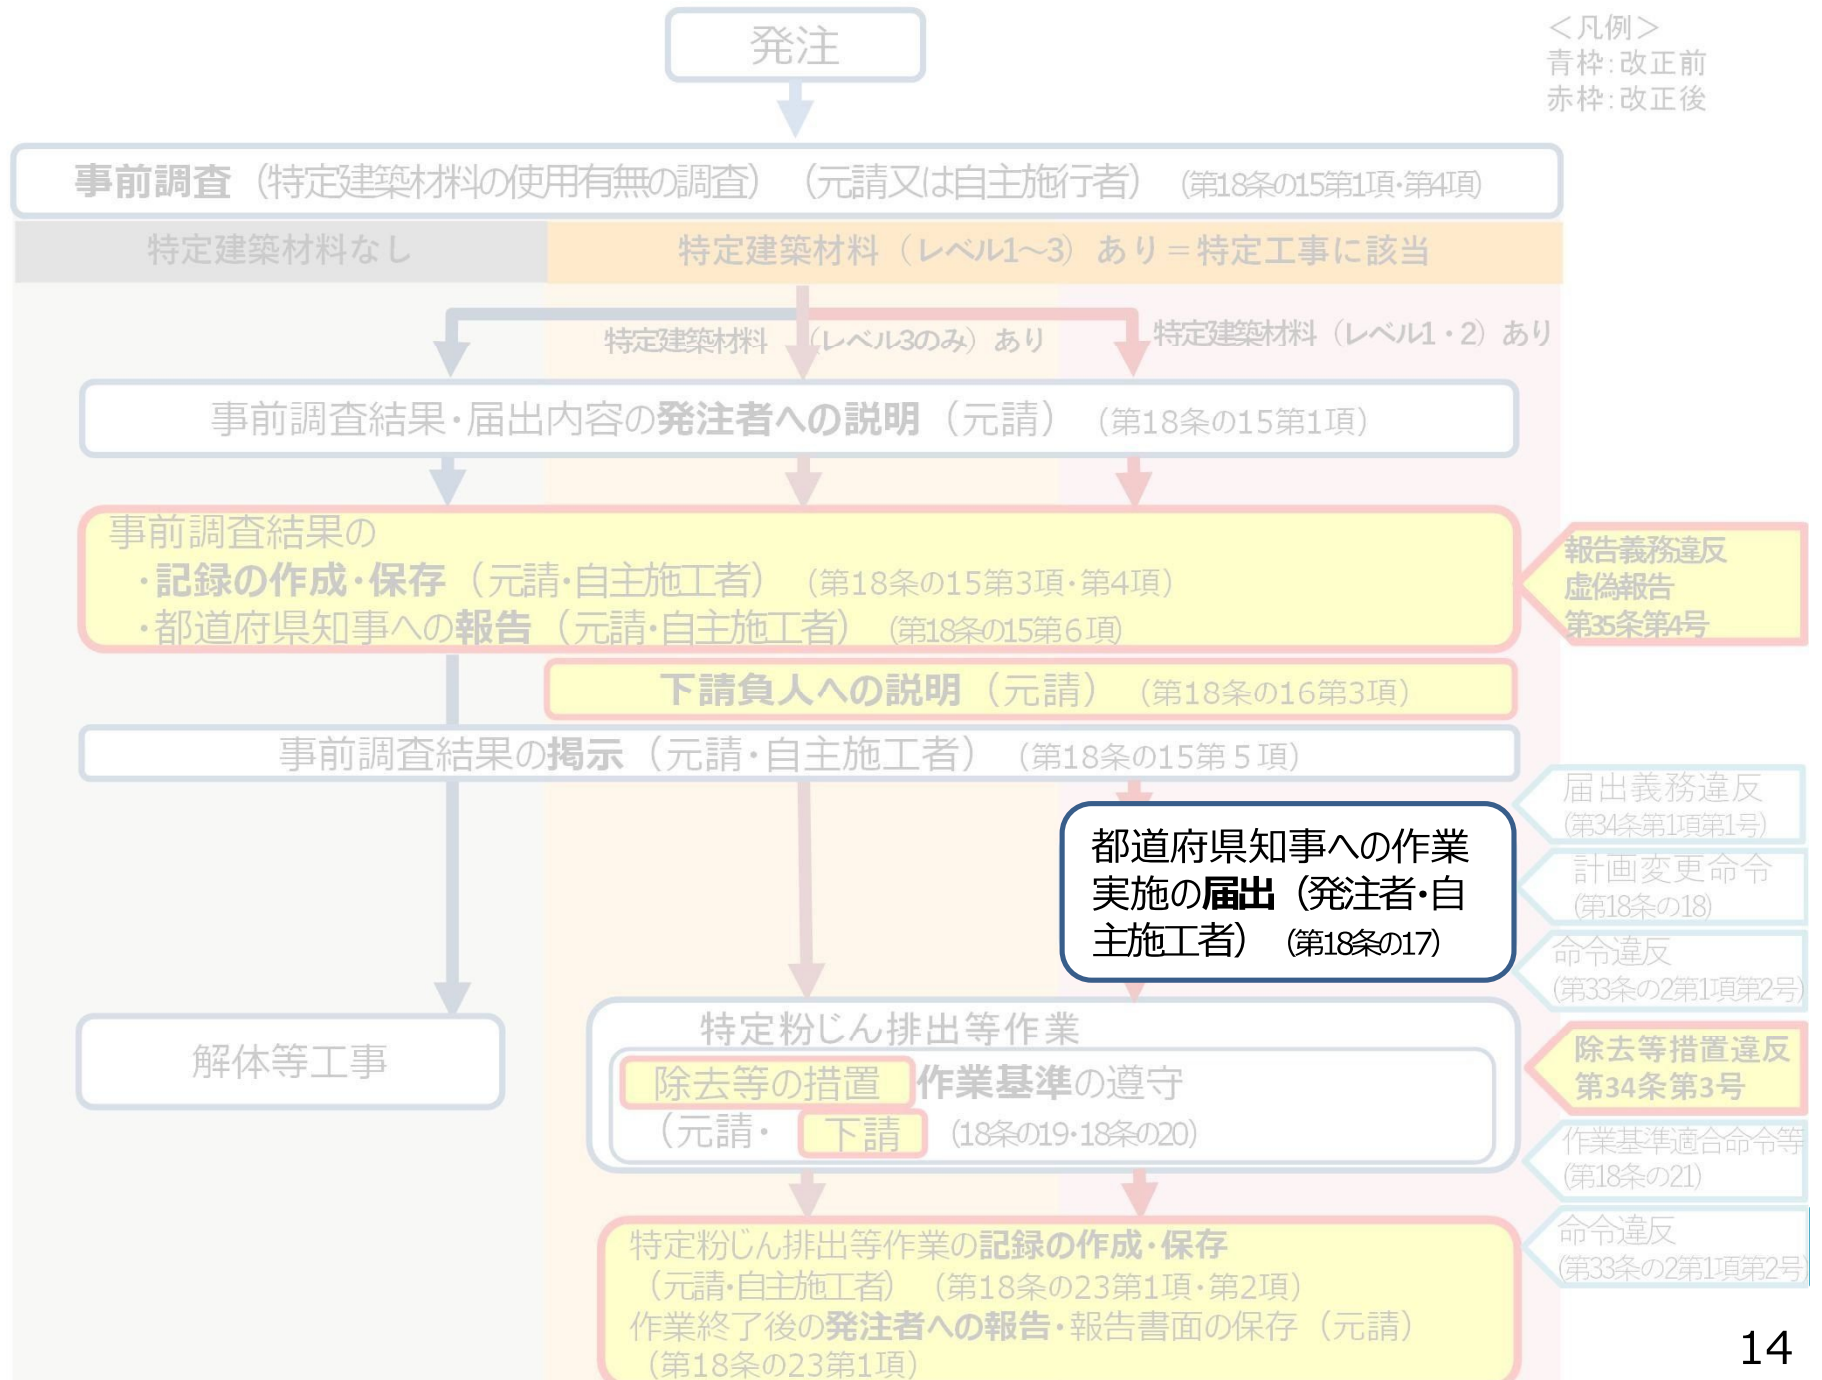 発注
＜凡例＞
青枠：改正前
赤枠：改正後
事前調査（特定建築材料の使用有無の調査）（元請又は自主施行者）（第18条の15第1項・第4項）
特定建築材料なし
特定建築材料（レベル1～3）あり＝特定工事に該当
特定建築材料（レベル3のみ）あり
特定建築材料（レベル1・2）あり
事前調査結果・届出内容の発注者への説明（元請）（第18条の15第1項）
事前調査結果の
・記録の作成・保存（元請・自主施工者）（第18条の15第3項・第4項）
・都道府県知事への報告（元請・自主施工者）（第18条の15第６項）
報告義務違反
虚偽報告
第35条第4号
下請負人への説明（元請）（第18条の16第3項）
事前調査結果の掲示（元請・自主施工者）（第18条の15第５項）
都道府県知事への作業
実施の届出（発注者・自
主施工者）（第18条の17）
届出義務違反
(第34条第1項第1号)
計画変更命令
(第18条の18)
命令違反
(第33条の2第1項第2号)
解体等工事
特定粉じん排出等作業
除去等の措置 作業基準の遵守
（元請・下請 （18条の19・18条の20）
除去等措置違反
第34条第3号
作業基準適合命令等
(第18条の21)
命令違反
(第33条の2第1項第2号)
特定粉じん排出等作業の記録の作成・保存
（元請・自主施工者）（第18条の23第1項・第2項）
作業終了後の発注者への報告・報告書面の保存（元請）
（第18条の23第1項）
14